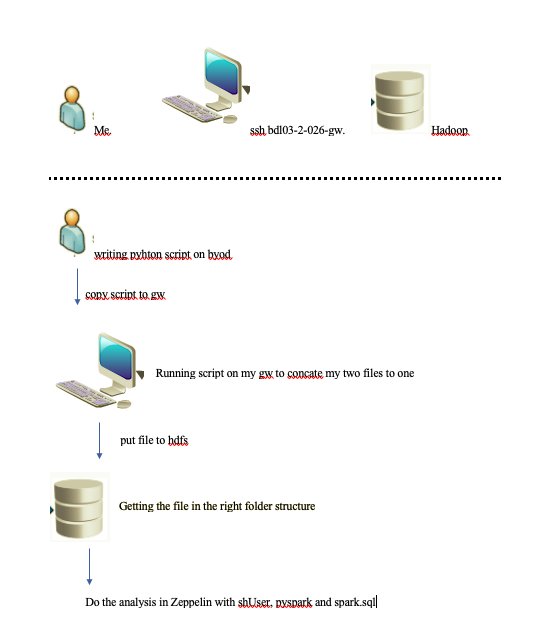 Me.
ssh bdl03-2-026-gw.
Hadoop
writing pyhton script on byod
copy script to gw
Running script on my gw to concate my two files to one
put file to hdfs
Getting the file in the right folder structure
Do the analysis in Zeppelin with shUser, pyspark and spark.sql